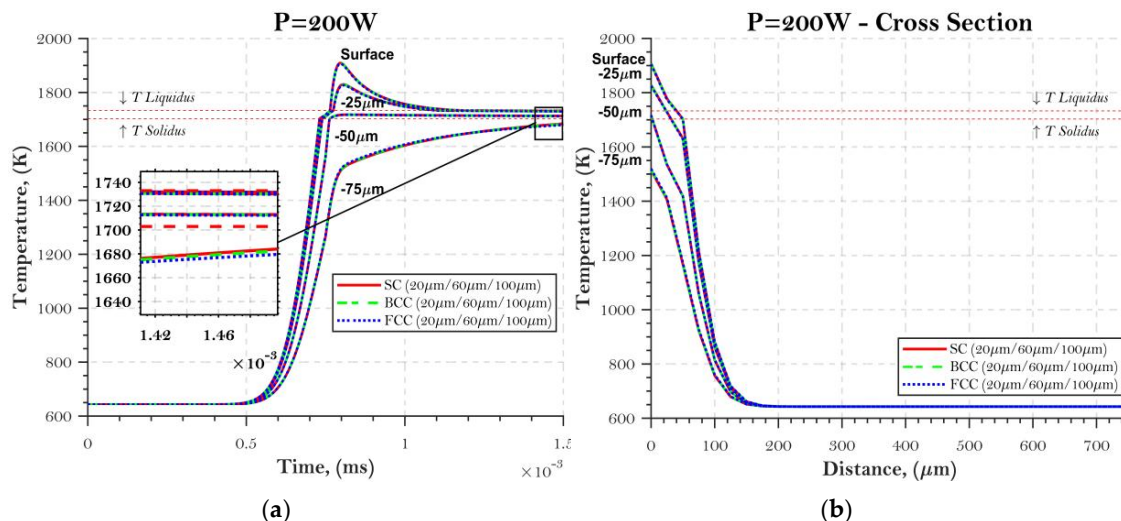 P=200W
2000
1800
1600
1400
1200
1000
800
600
Temperature, (K)
Surface
-25μm
-50μm
-75μm
↓ T Liquidus
↑ T Solidus
1740
1720
1700
1680
1660
1640
1.42
1.46
×10⁻³
SC (20μm/60μm/100μm)
BCC (20μm/60μm/100μm)
FCC (20μm/60μm/100μm)
0
0.5
1
1.5
×10⁻³
Time, (ms)
(a)
P=200W - Cross Section
2000
1800
1600
1400
1200
1000
800
600
Temperature, (K)
Surface
-25μm
-50μm
-75μm
↓ T Liquidus
↑ T Solidus
SC (20μm/60μm/100μm)
BCC (20μm/60μm/100μm)
FCC (20μm/60μm/100μm)
0
100
200
300
400
500
600
700
Distance, (μm)
(b)